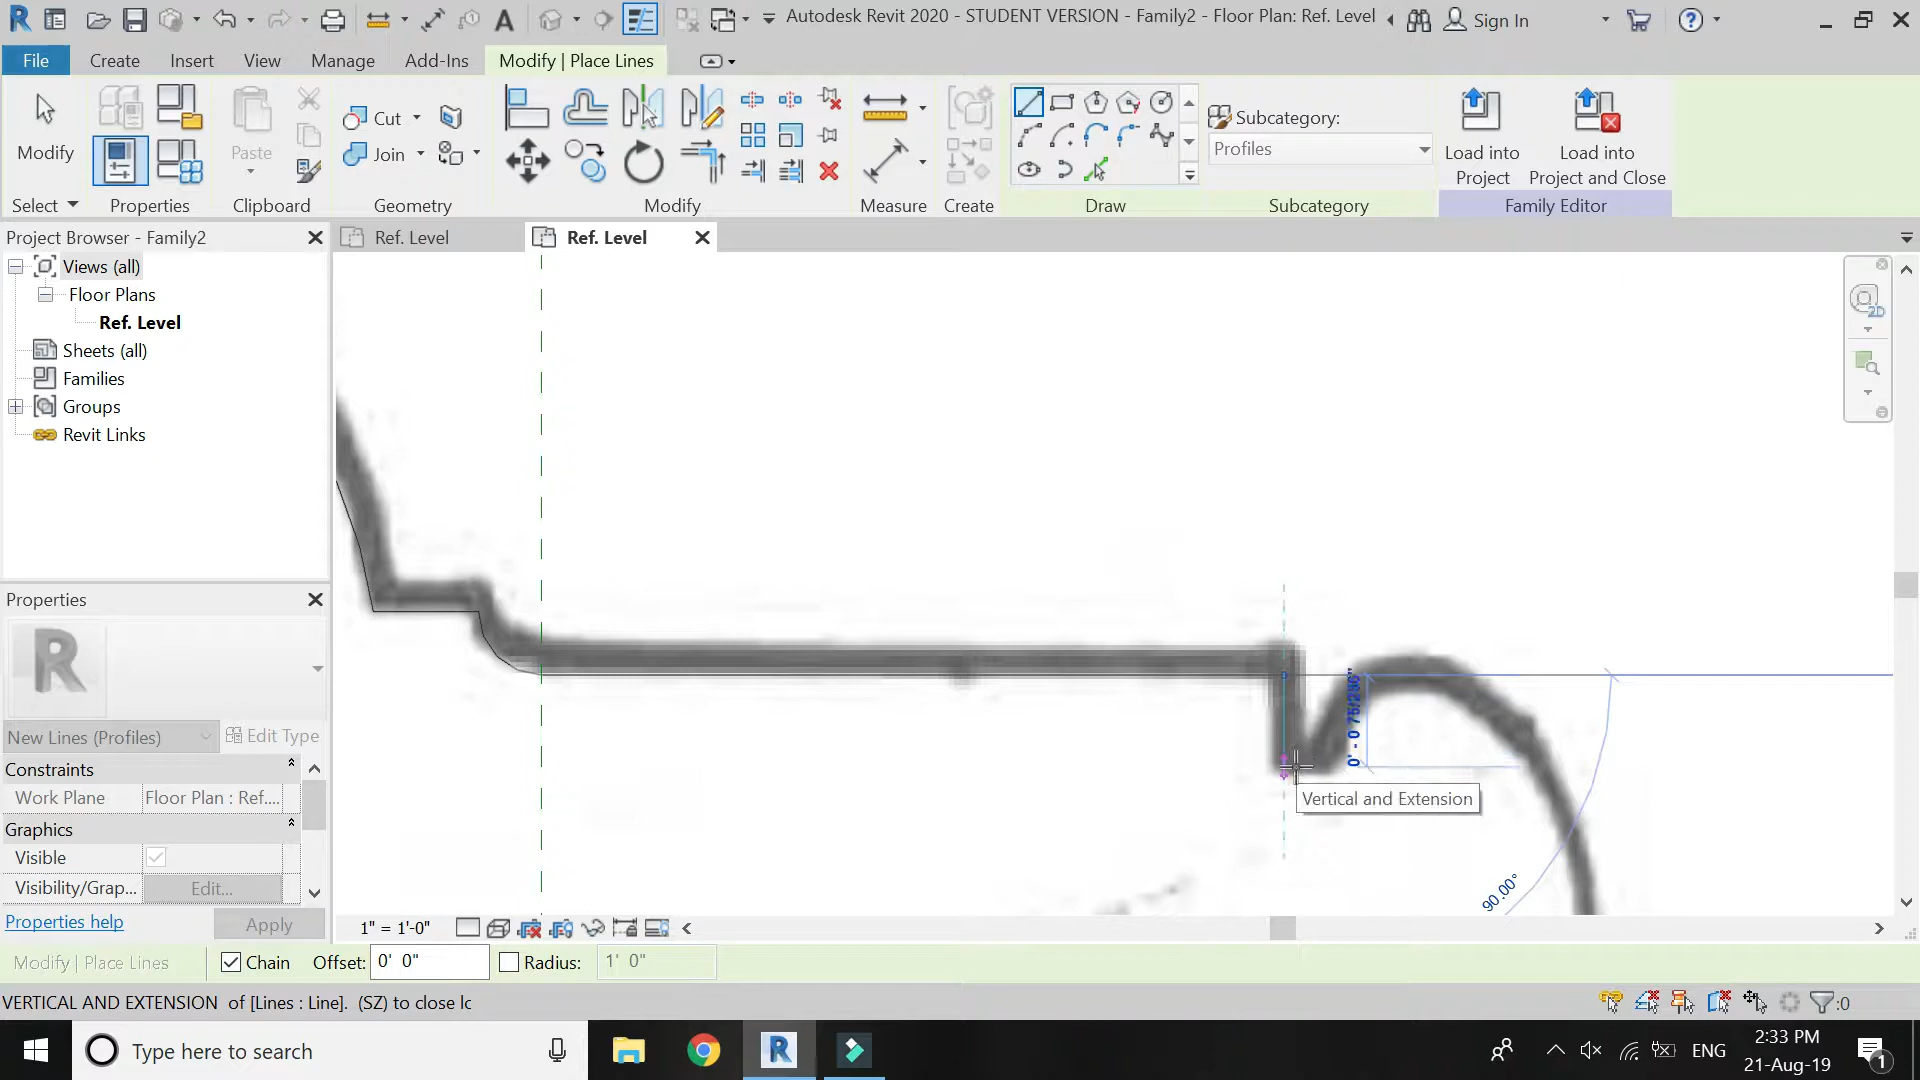 Autodesk Revit 2020 - STUDENT VERSION - Family2 - Floor Plan: Ref. Level
Sign In
File Create Insert View Manage Add-Ins Modify | Place Lines
Modify
Paste
Cut
Join
Subcategory:
Profiles
Load into
Project
Load into
Project and Close
Select Properties Clipboard Geometry Modify Measure Create Draw Subcategory Family Editor
Project Browser - Family2
Ref. Level
Ref. Level
Views (all)
Floor Plans
Ref. Level
Sheets (all)
Families
Groups
Revit Links
Properties
New Lines (Profiles)
Edit Type
Constraints
Work Plane
Floor Plan : Ref....
Graphics
Visible
Visibility/Grap...
Edit...
Properties help
Apply
2D
90.00°
Vertical and Extension
1" = 1'-0"
Modify | Place Lines
Chain
Offset: 0' 0"
Radius: 1' 0"
VERTICAL AND EXTENSION of [Lines : Line]. (SZ) to close lc
:0
Type here to search
ENG
2:33 PM
21-Aug-19
1